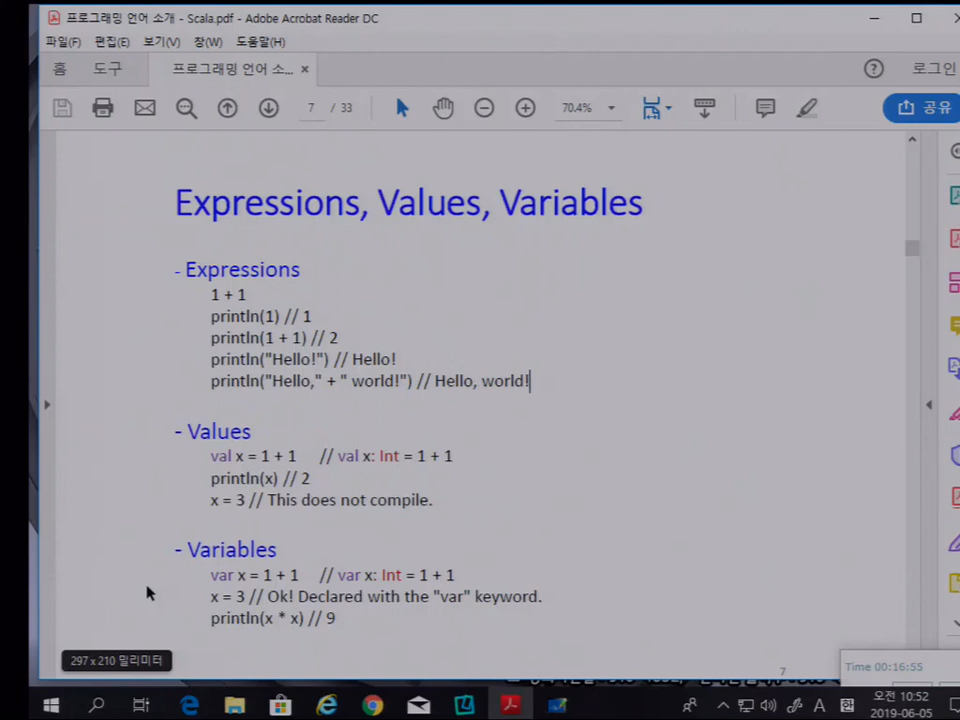 프로그래밍 언어 소개 - Scala.pdf - Adobe Acrobat Reader DC
파일(F) 편집(E) 보기(V) 창(W) 도움말(H)
홈 도구 프로그래밍 언어 소... × 로그인
7 / 33 70.4% 공유
Expressions, Values, Variables
- Expressions
1 + 1
println(1) // 1
println(1 + 1) // 2
println("Hello!") // Hello!
println("Hello," + " world!") // Hello, world!
- Values
val x = 1 + 1 // val x: Int = 1 + 1
println(x) // 2
x = 3 // This does not compile.
- Variables
var x = 1 + 1 // var x: Int = 1 + 1
x = 3 // Ok! Declared with the "var" keyword.
println(x * x) // 9
297 x 210 밀리미터
7
Time 00:16:55
A 한 오전 10:52
2019-06-05